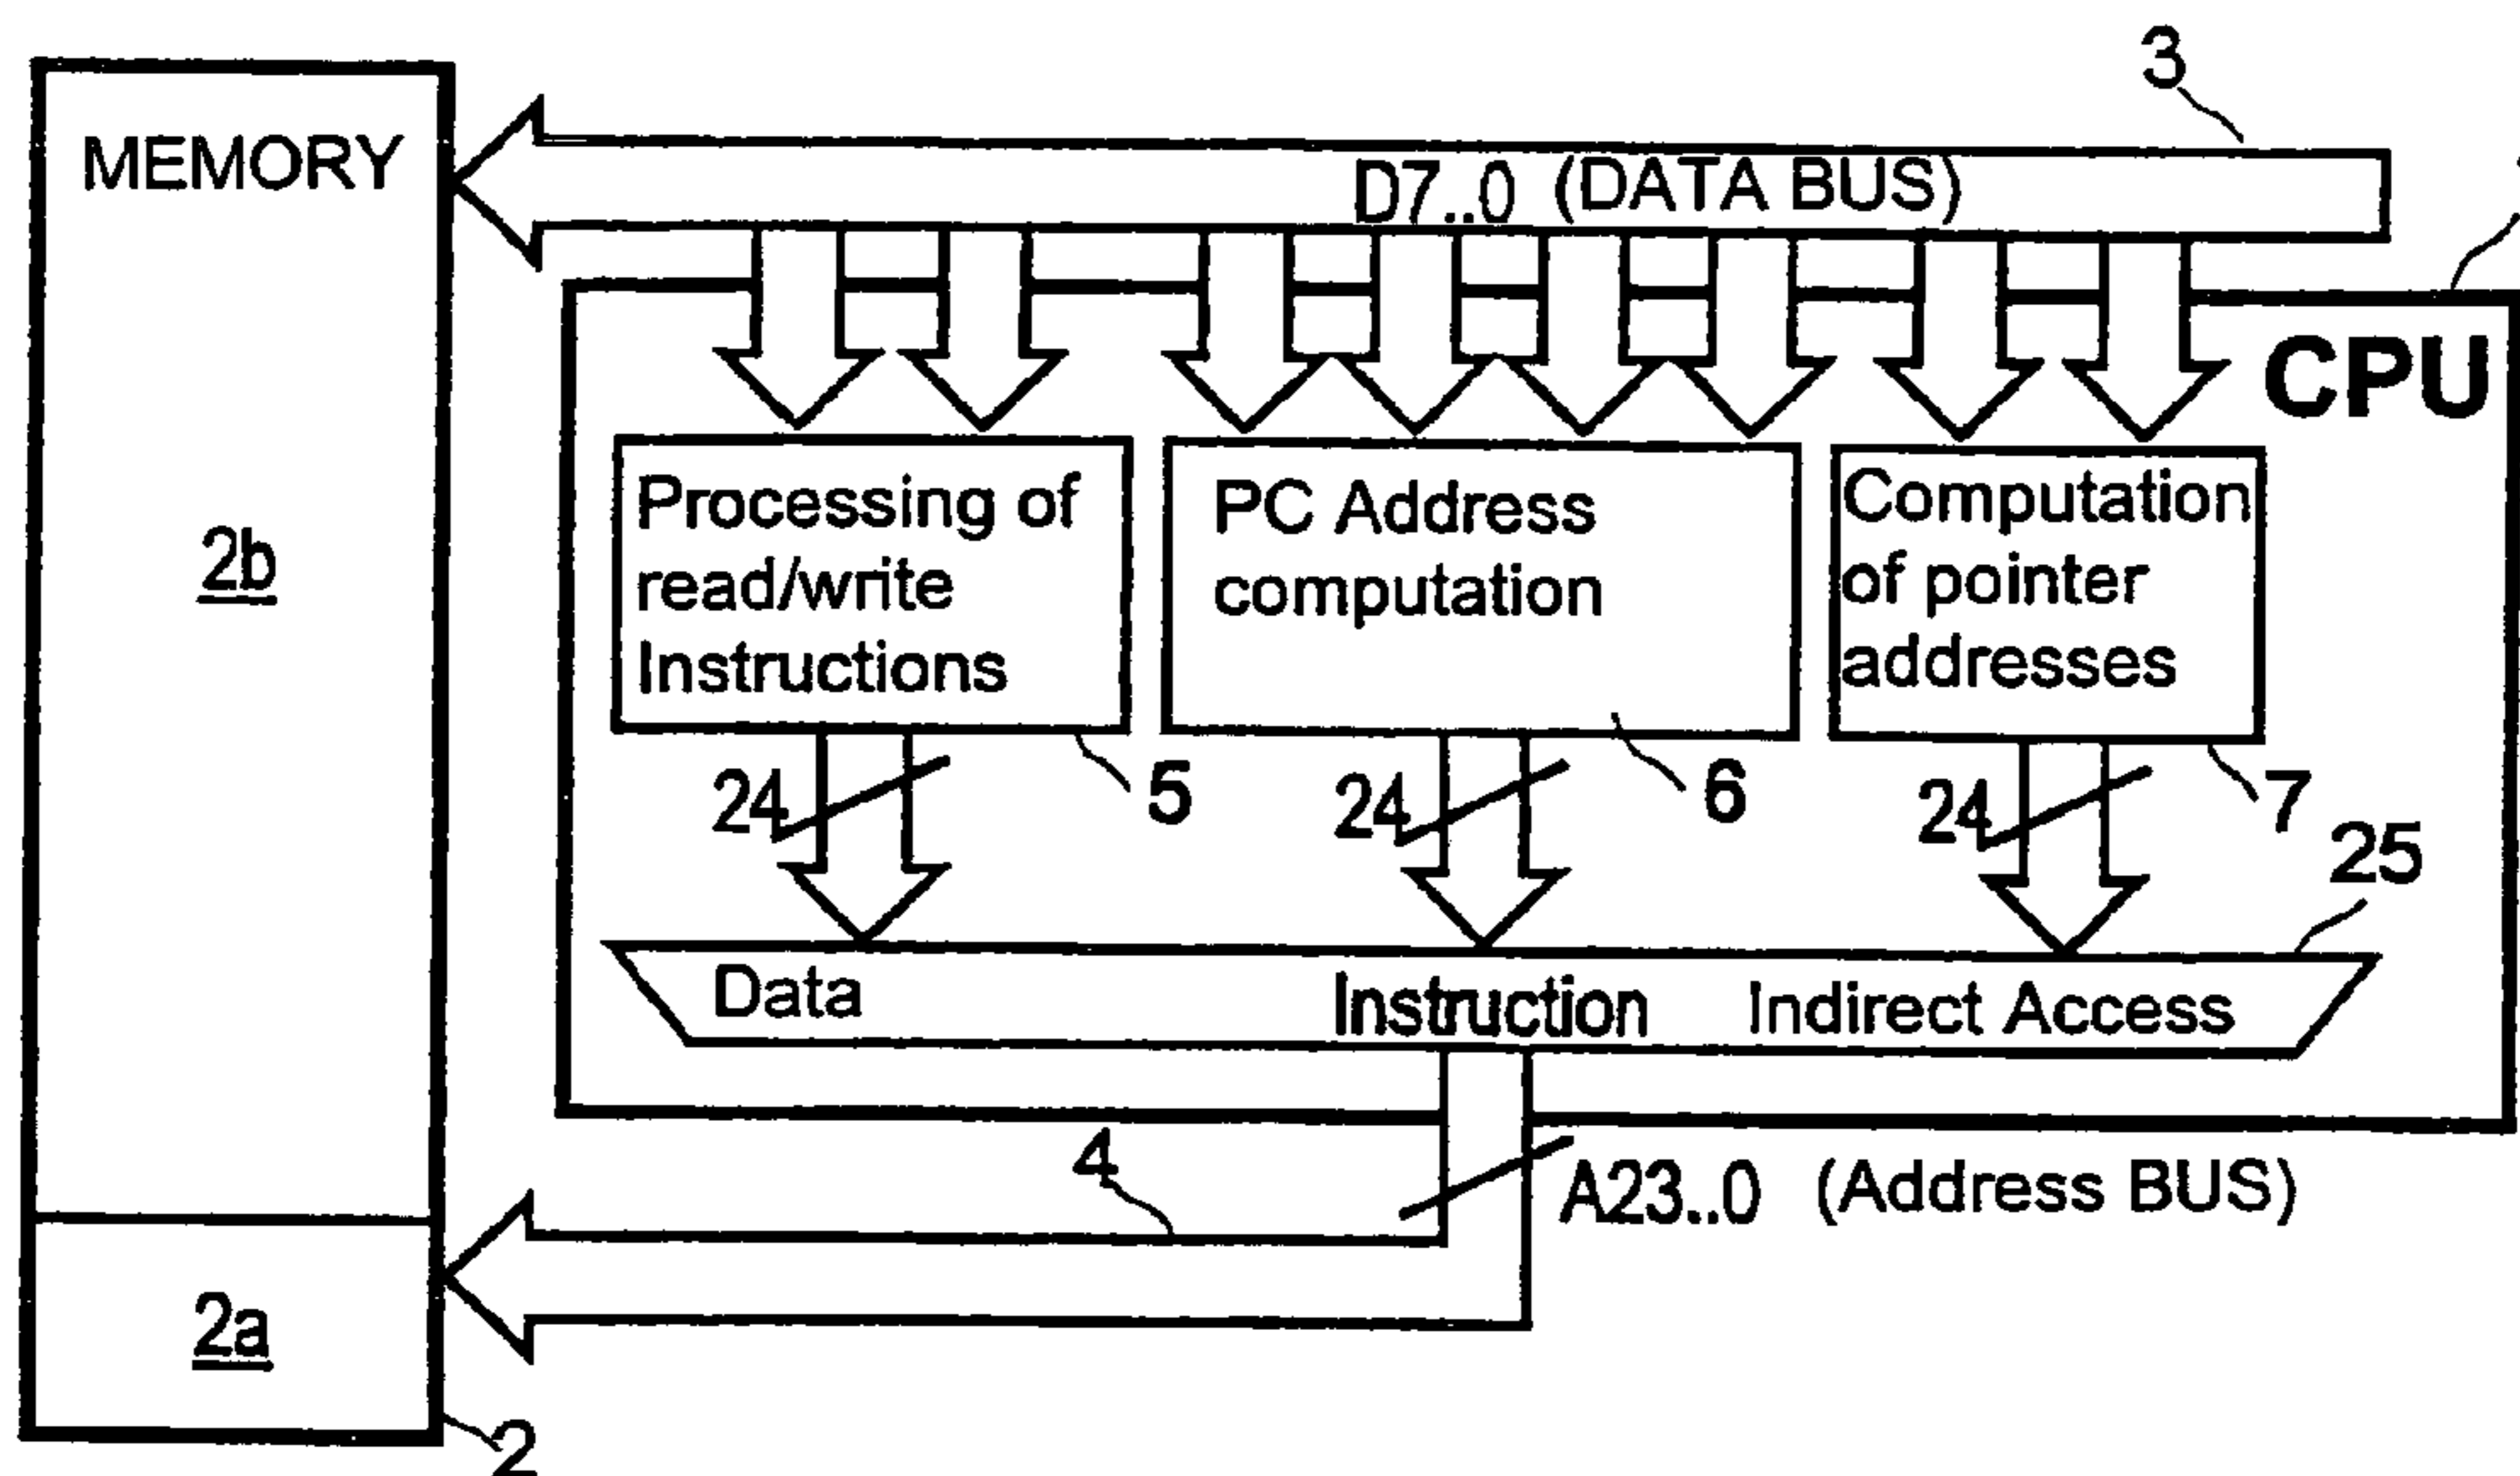 3
MEMORY
D7..0 (DATA BUS)
CPU
2b
Processing of
read/write
Instructions
PC Address
computation
Computation
of pointer
addresses
24
5
24
6
24
7
25
Data
Instruction
Indirect Access
4
A23..0 (Address BUS)
2a
2